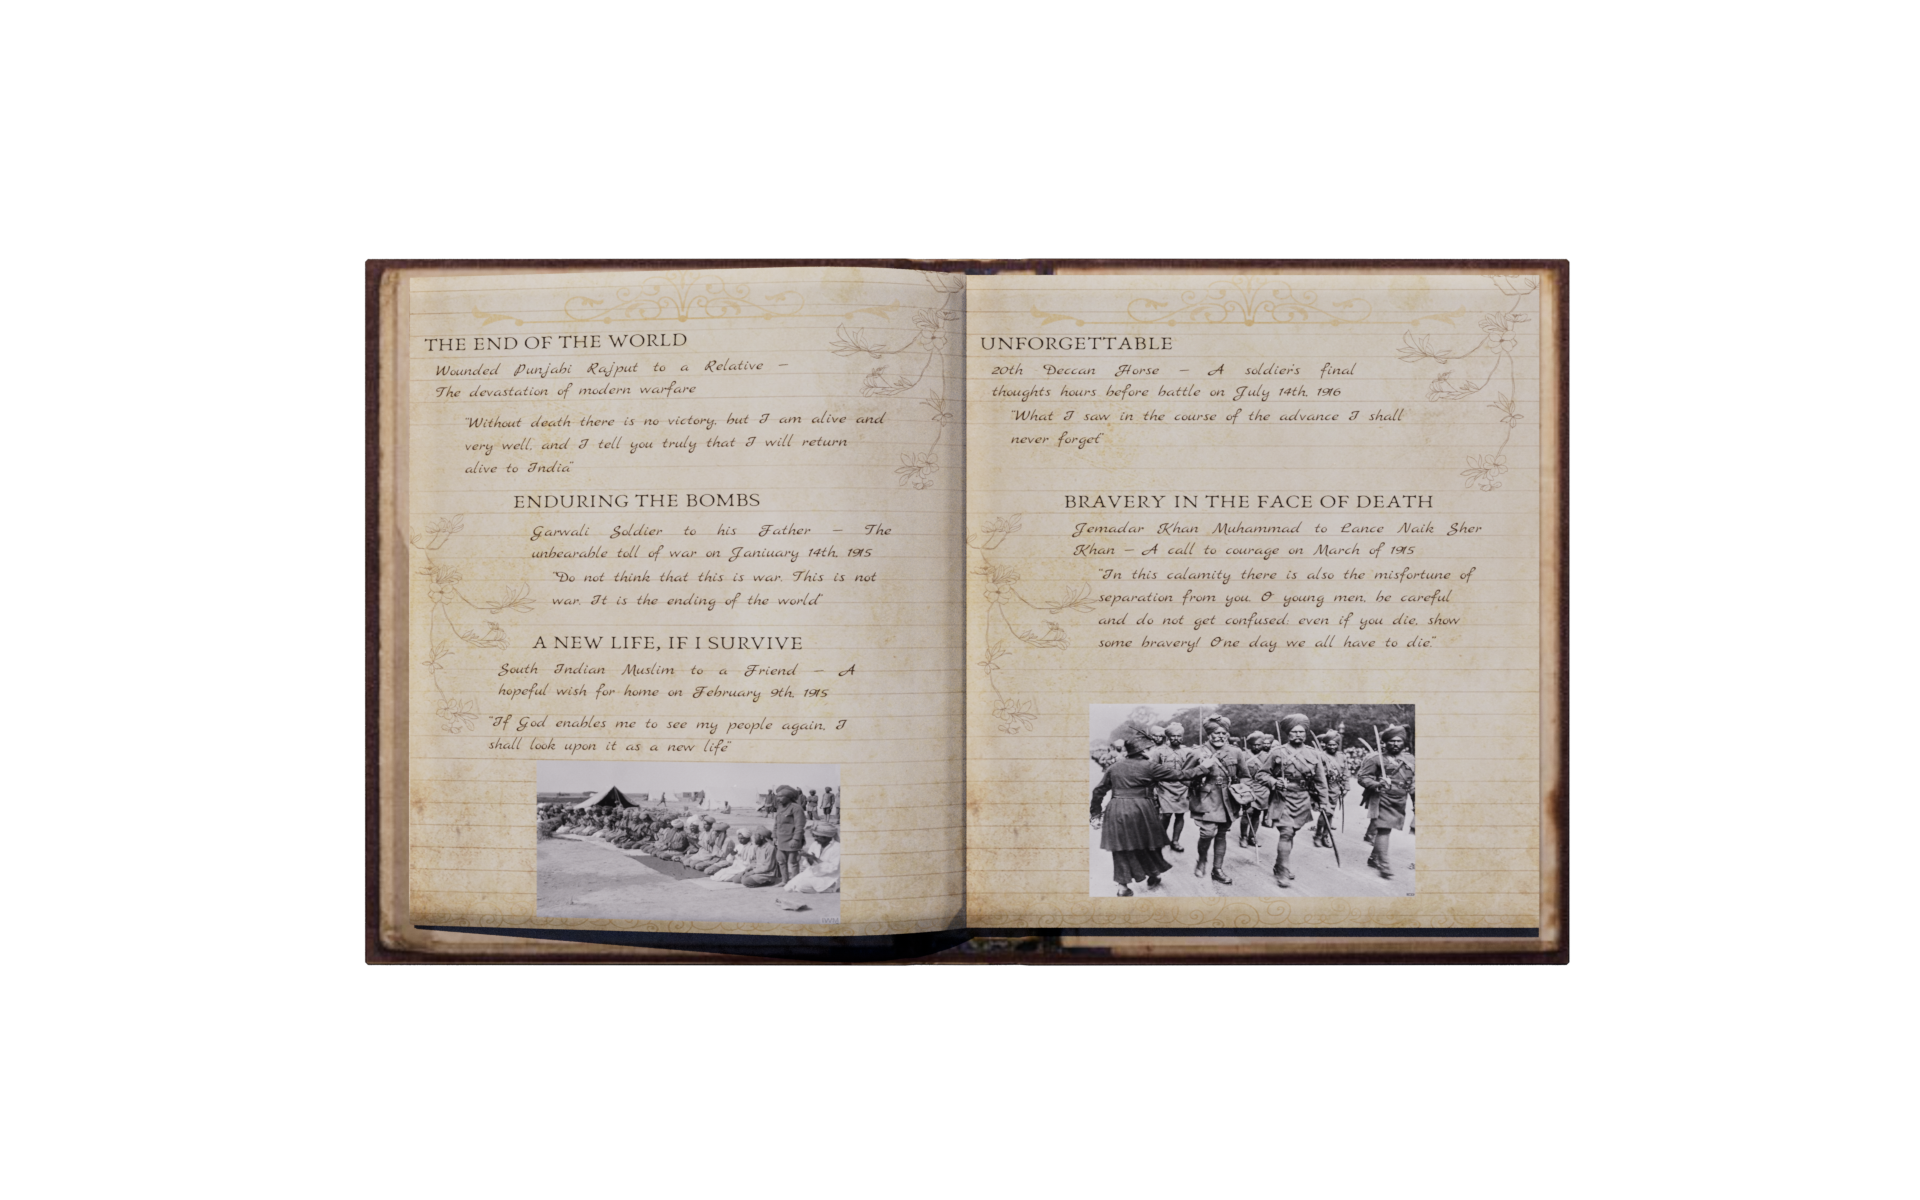 THE END OF THE WORLD
Wounded Punjabi Rajput to a Relative —
The devastation of modern warfare
"Without death there is no victory, but I am alive and
very well, and I tell you truly that I will return
alive to India"
ENDURING THE BOMBS
Garwali Soldier to his Father — The
unbearable toll of war on Janiuary 14th, 1915
"Do not think that this is war. This is not
war. It is the ending of the world"
A NEW LIFE, IF I SURVIVE
South Indian Muslim to a Friend — A
hopeful wish for home on February 9th, 1915
"If God enables me to see my people again, I
shall look upon it as a new life"
UNFORGETTABLE
20th Deccan Horse — A soldier's final
thoughts hours before battle on July 14th, 1916
"What I saw in the course of the advance I shall
never forget"
BRAVERY IN THE FACE OF DEATH
Jemadar Khan Muhammad to Lance Naik Sher
Khan — A call to courage on March of 1915
"In this calamity there is also the misfortune of
separation from you. O young men, be careful
and do not get confused; even if you die, show
some bravery! One day we all have to die."